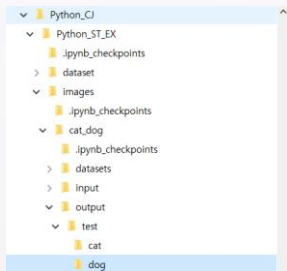 Python_CJ
Python_ST_EX
.ipynb_checkpoints
dataset
images
.ipynb_checkpoints
cat_dog
.ipynb_checkpoints
datasets
input
output
test
cat
dog